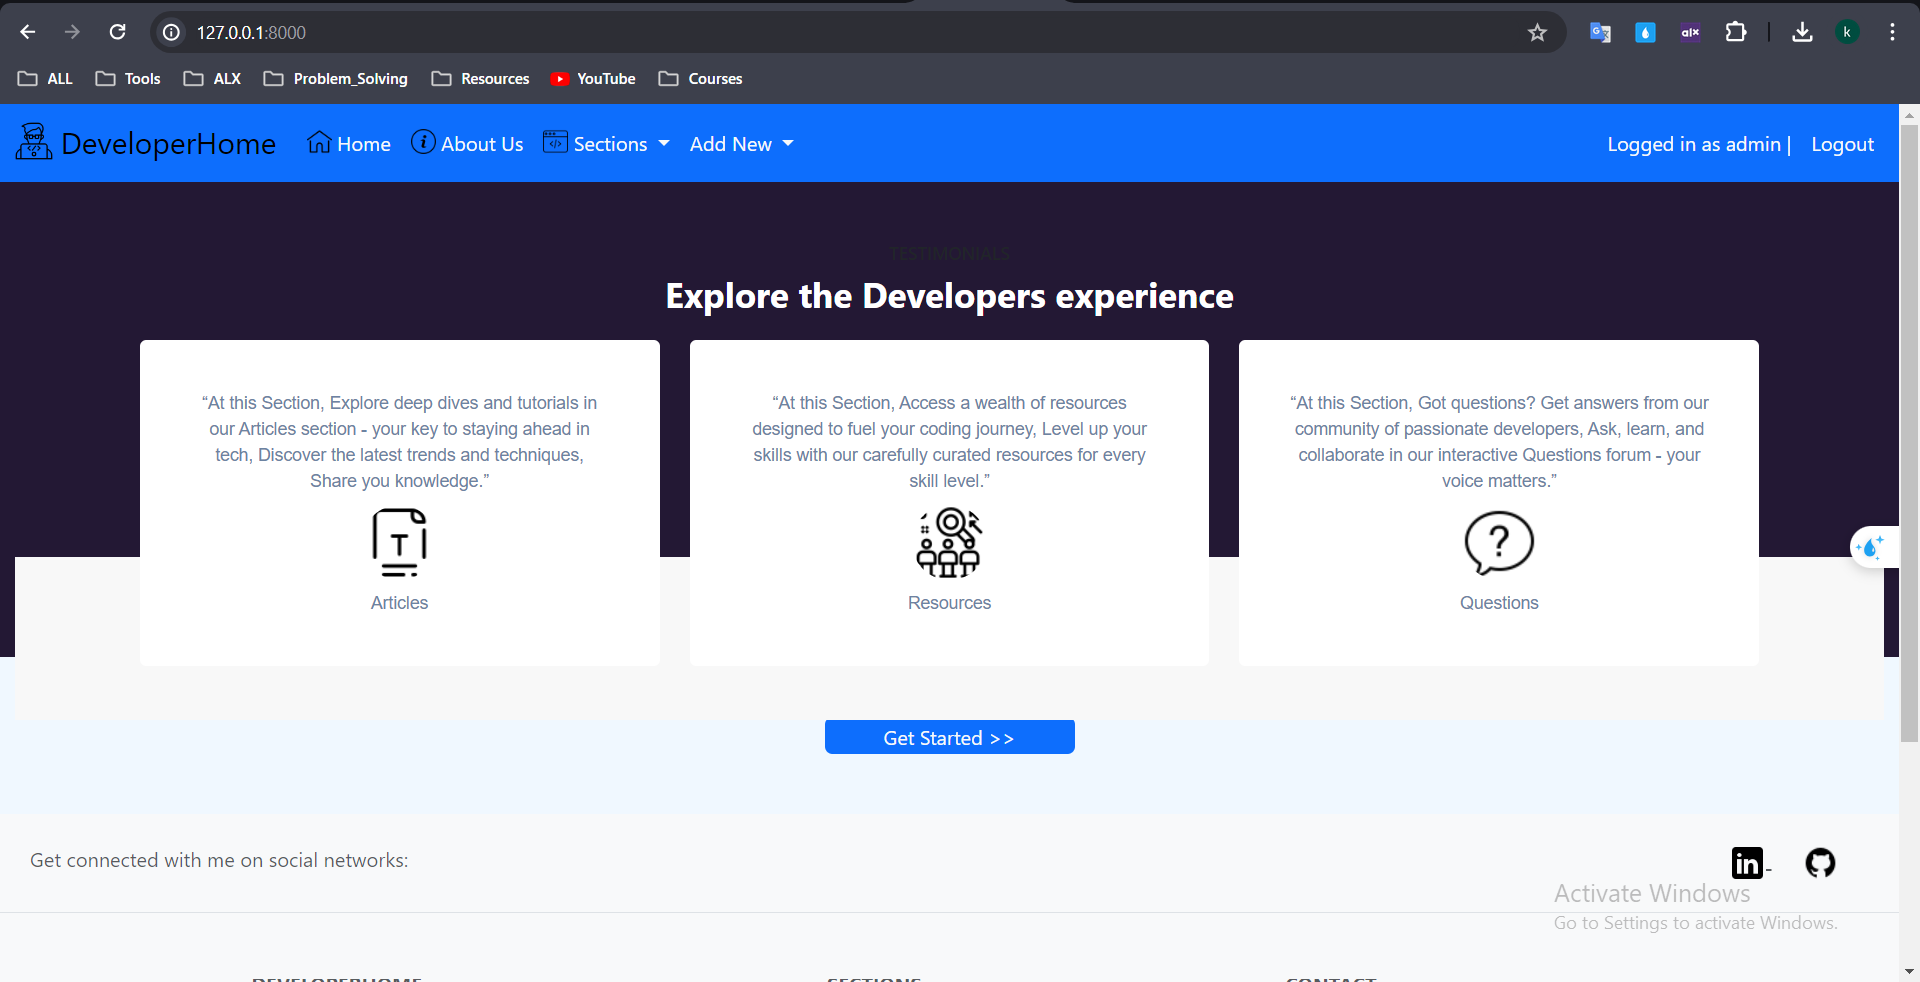 127.0.0.1:8000
ALL Tools ALX Problem_Solving Resources YouTube Courses
DeveloperHome Home About Us Sections Add New Logged in as admin | Logout
TESTIMONIALS
Explore the Developers experience
“At this Section, Explore deep dives and tutorials in
our Articles section - your key to staying ahead in
tech, Discover the latest trends and techniques,
Share you knowledge.”
T
Articles
“At this Section, Access a wealth of resources
designed to fuel your coding journey, Level up your
skills with our carefully curated resources for every
skill level.”
Resources
“At this Section, Got questions? Get answers from our
community of passionate developers, Ask, learn, and
collaborate in our interactive Questions forum - your
voice matters.”
?
Questions
Get Started >>
Get connected with me on social networks:
in
Activate Windows
Go to Settings to activate Windows.
DEVELOPERHOME SECTIONS CONTACT